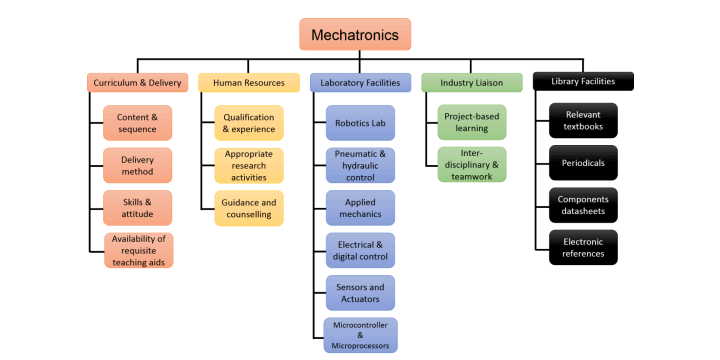 Mechatronics
Curriculum & Delivery
Content &
sequence
Delivery
method
Skills &
attitude
Availability of
requisite
teaching aids
Human Resources
Qualification
& experience
Appropriate
research
activities
Guidance and
counselling
Laboratory Facilities
Robotics Lab
Pneumatic &
hydraulic
control
Applied
mechanics
Electrical &
digital control
Sensors and
Actuators
Microcontroller
&
Microprocessors
Industry Liaison
Project-based
learning
Inter-
disciplinary &
teamwork
Library Facilities
Relevant
textbooks
Periodicals
Components
datasheets
Electronic
references